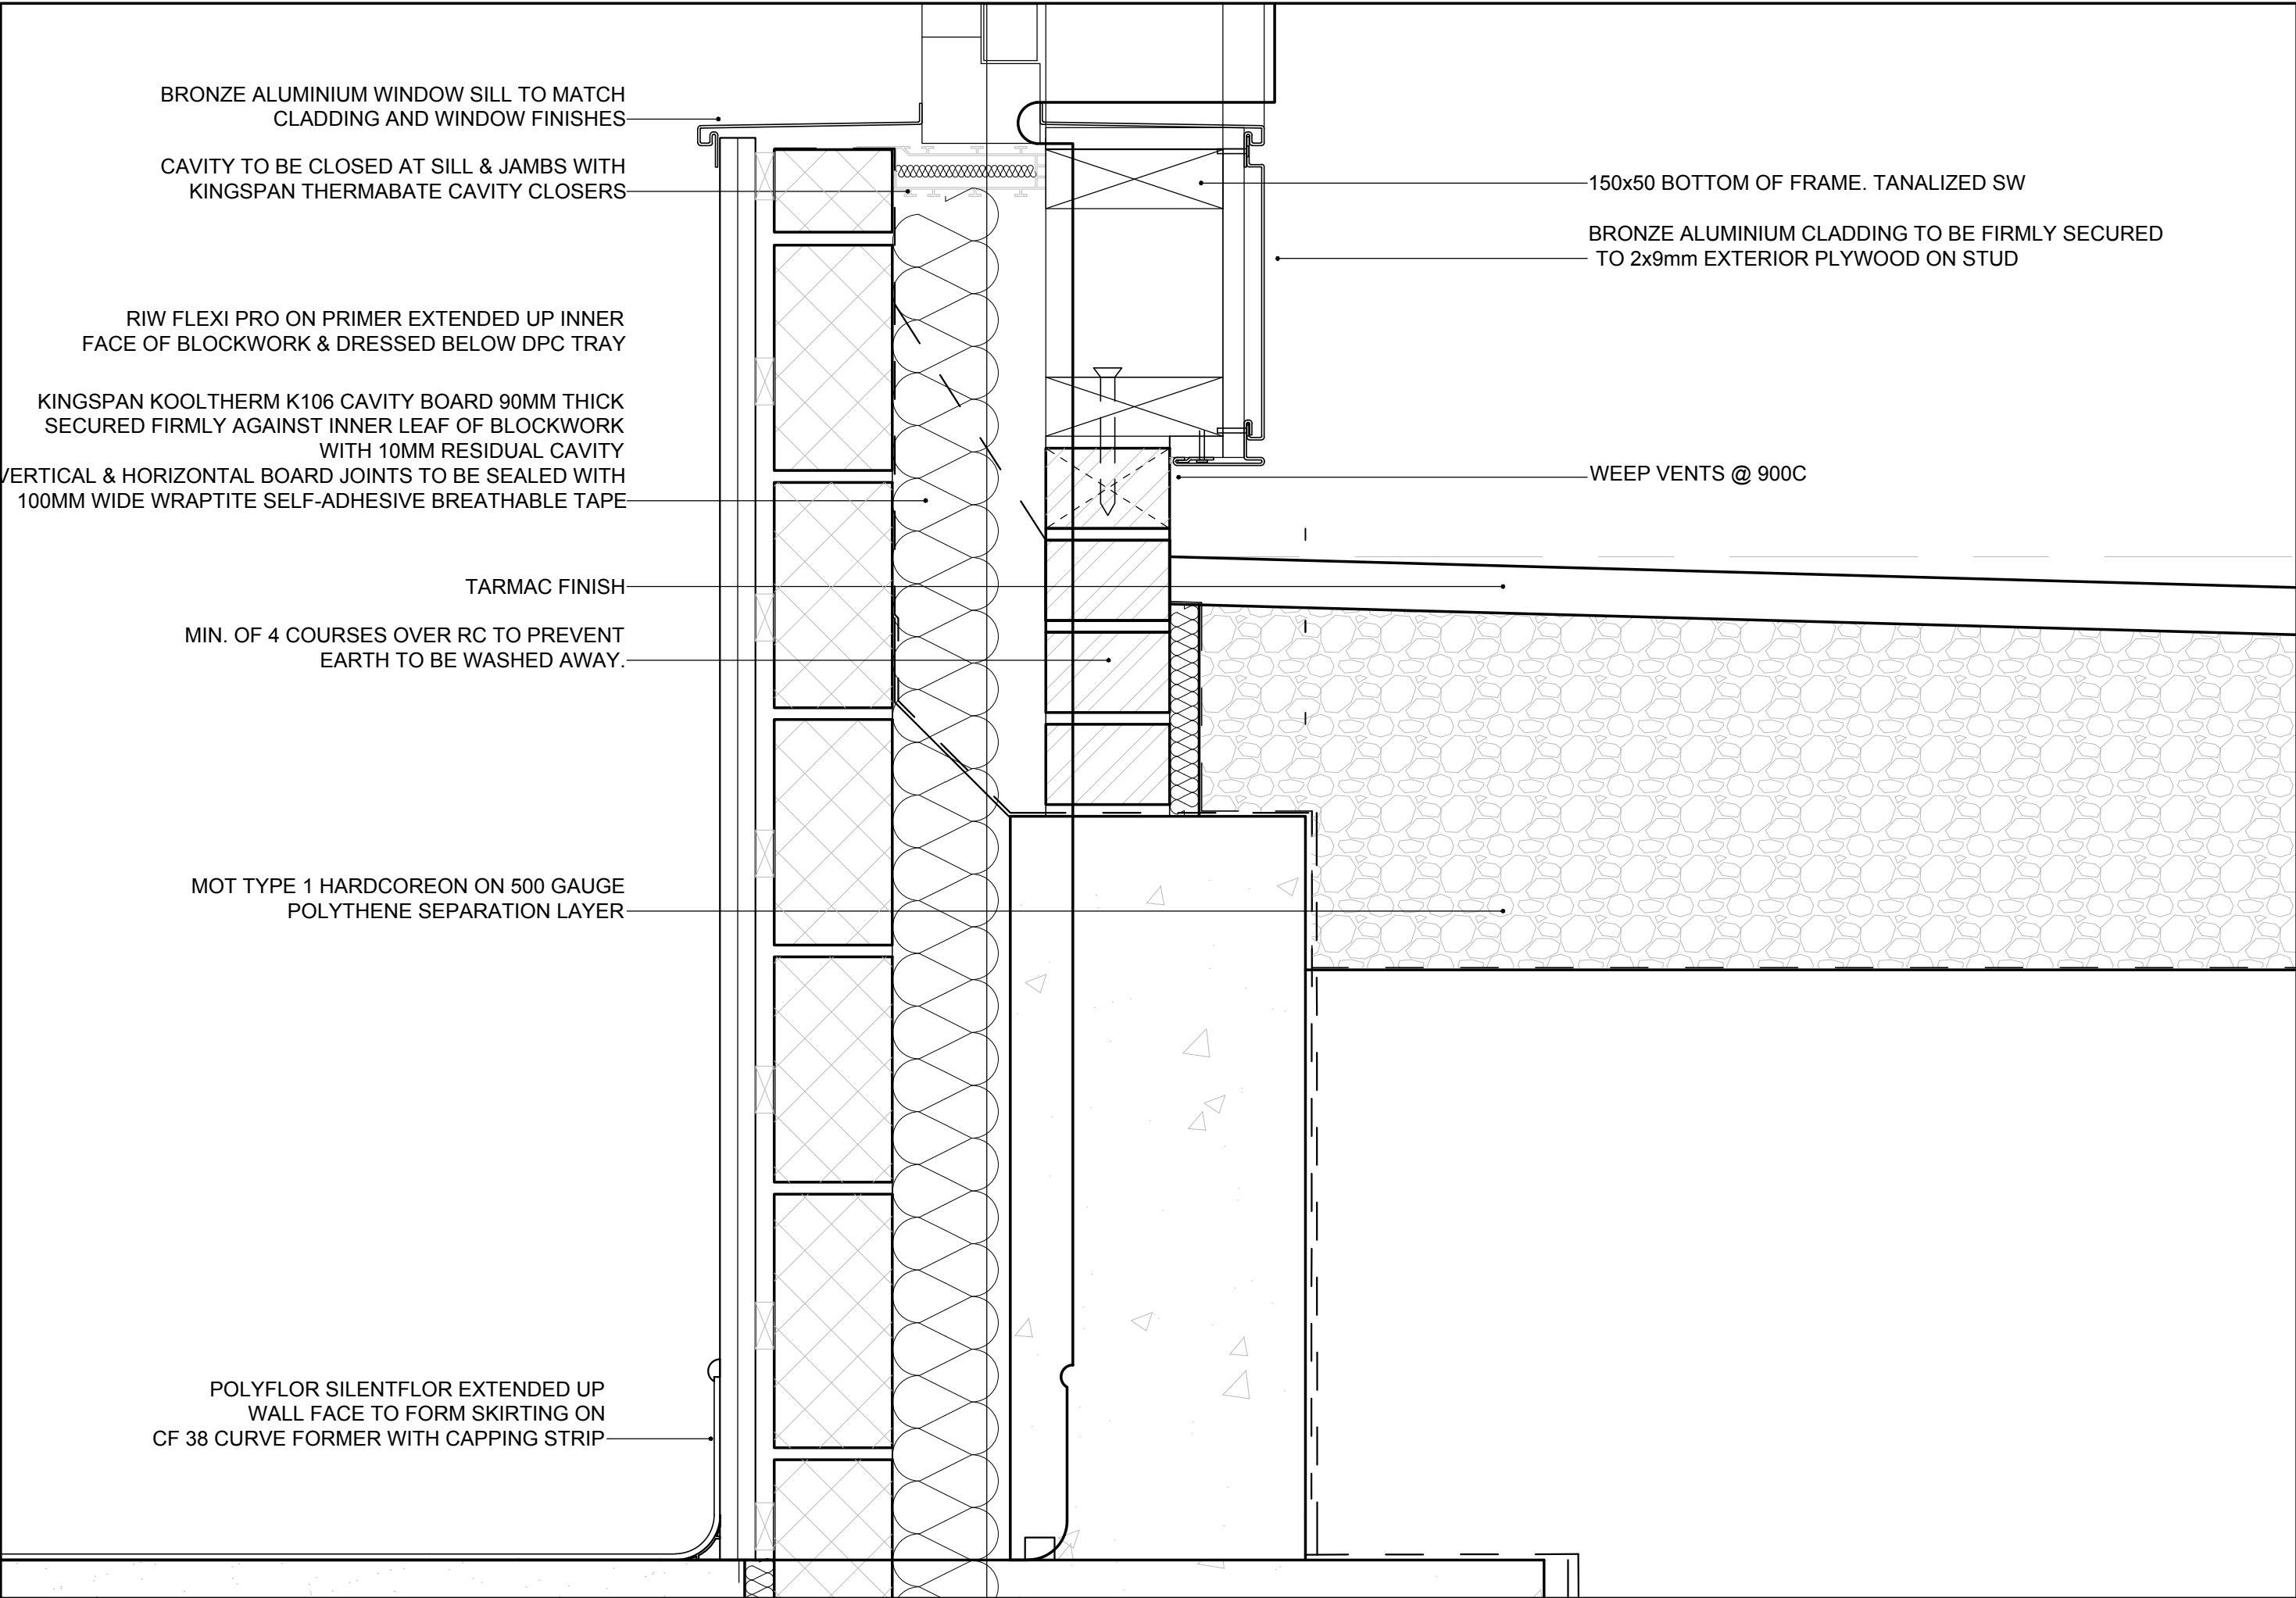 BRONZE ALUMINIUM WINDOW SILL TO MATCH
CLADDING AND WINDOW FINISHES
CAVITY TO BE CLOSED AT SILL & JAMBS WITH
KINGSPAN THERMABATE CAVITY CLOSERS
RIW FLEXI PRO ON PRIMER EXTENDED UP INNER
FACE OF BLOCKWORK & DRESSED BELOW DPC TRAY
KINGSPAN KOOLTHERM K106 CAVITY BOARD 90MM THICK
SECURED FIRMLY AGAINST INNER LEAF OF BLOCKWORK
WITH 10MM RESIDUAL CAVITY
VERTICAL & HORIZONTAL BOARD JOINTS TO BE SEALED WITH
100MM WIDE WRAPTITE SELF-ADHESIVE BREATHABLE TAPE
TARMAC FINISH
MIN. OF 4 COURSES OVER RC TO PREVENT
EARTH TO BE WASHED AWAY.
MOT TYPE 1 HARDCOREON ON 500 GAUGE
POLYTHENE SEPARATION LAYER
POLYFLOR SILENTFLOR EXTENDED UP
WALL FACE TO FORM SKIRTING ON
CF 38 CURVE FORMER WITH CAPPING STRIP
150x50 BOTTOM OF FRAME. TANALIZED SW
BRONZE ALUMINIUM CLADDING TO BE FIRMLY SECURED
TO 2x9mm EXTERIOR PLYWOOD ON STUD
WEEP VENTS @ 900C